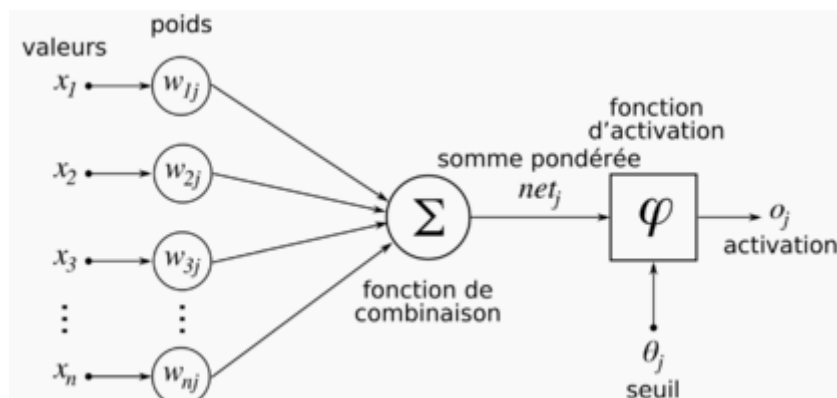 poids
valeurs
x1
w1j
x2
w2j
x3
w3j
⋮
⋮
xn
wnj
Σ
fonction de
combinaison
somme pondérée
netj
fonction
d'activation
φ
oj
activation
θj
seuil